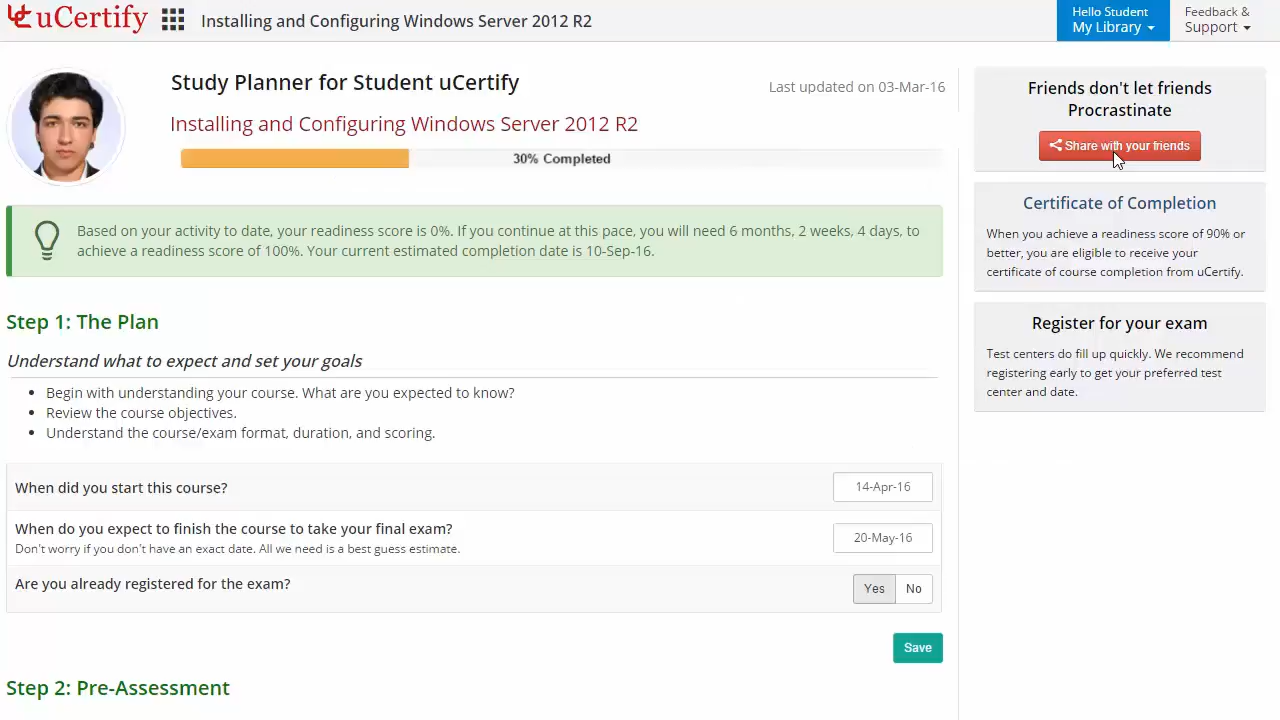 uCertify
Installing and Configuring Windows Server 2012 R2
Hello Student
My Library
Feedback &
Support
Study Planner for Student uCertify
Last updated on 03-Mar-16
Installing and Configuring Windows Server 2012 R2
30% Completed
Based on your activity to date, your readiness score is 0%. If you continue at this pace, you will need 6 months, 2 weeks, 4 days, to
achieve a readiness score of 100%. Your current estimated completion date is 10-Sep-16.
Step 1: The Plan
Understand what to expect and set your goals
• Begin with understanding your course. What are you expected to know?
• Review the course objectives.
• Understand the course/exam format, duration, and scoring.
When did you start this course?
14-Apr-16
When do you expect to finish the course to take your final exam?
Don't worry if you don't have an exact date. All we need is a best guess estimate.
20-May-16
Are you already registered for the exam?
Yes No
Save
Step 2: Pre-Assessment
Friends don't let friends
Procrastinate
Share with your friends
Certificate of Completion
When you achieve a readiness score of 90% or
better, you are eligible to receive your
certificate of course completion from uCertify.
Register for your exam
Test centers do fill up quickly. We recommend
registering early to get your preferred test
center and date.